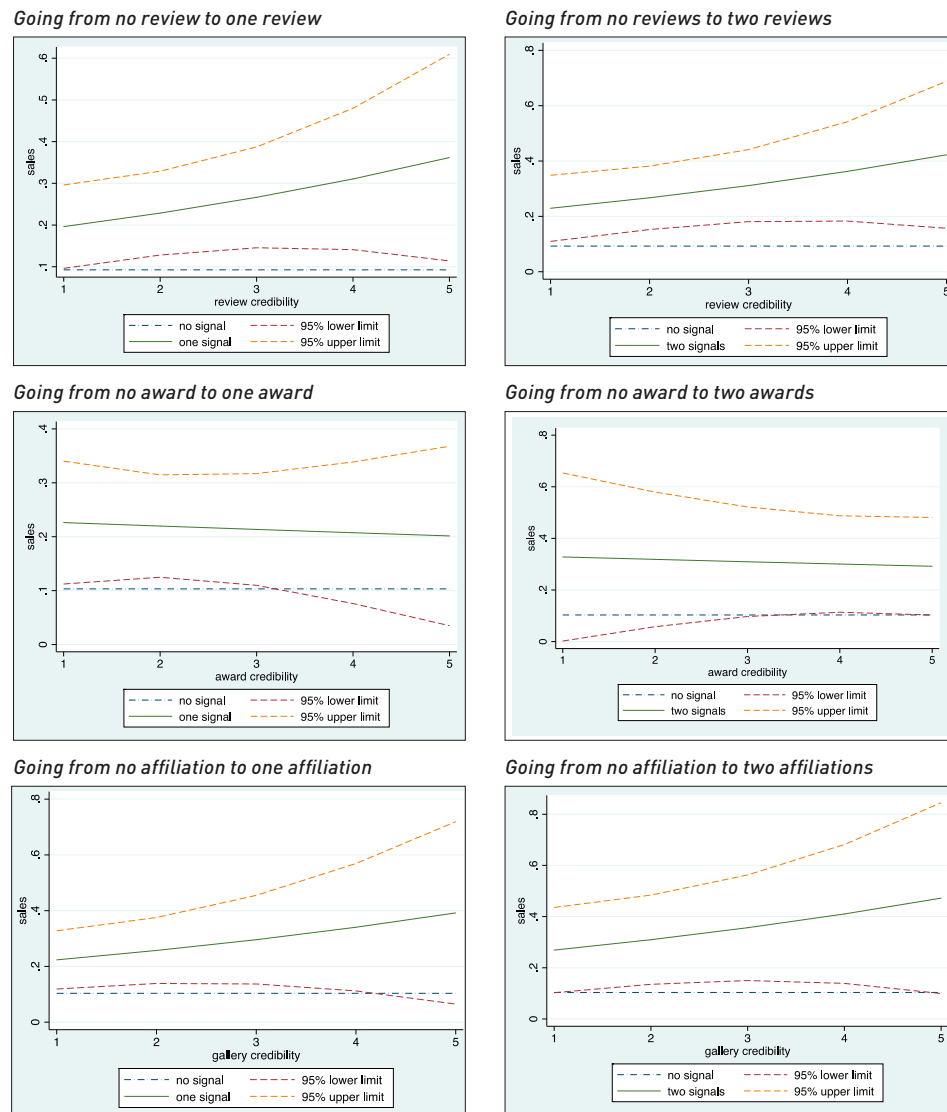 Going from no review to one review
.6
.5
.4
.3
.2
.1
sales
1 2 3 4 5
review credibility
no signal 95% lower limit
one signal 95% upper limit
Going from no reviews to two reviews
.8
.6
.4
.2
0
sales
1 2 3 4 5
review credibility
no signal 95% lower limit
two signals 95% upper limit
Going from no award to one award
.4
.3
.2
.1
0
sales
1 2 3 4 5
award credibility
no signal 95% lower limit
one signal 95% upper limit
Going from no award to two awards
.8
.6
.4
.2
0
sales
1 2 3 4 5
award credibility
no signal 95% lower limit
two signals 95% upper limit
Going from no affiliation to one affiliation
.8
.6
.4
.2
0
sales
1 2 3 4 5
gallery credibility
no signal 95% lower limit
one signal 95% upper limit
Going from no affiliation to two affiliations
.8
.6
.4
.2
0
sales
1 2 3 4 5
gallery credibility
no signal 95% lower limit
two signals 95% upper limit